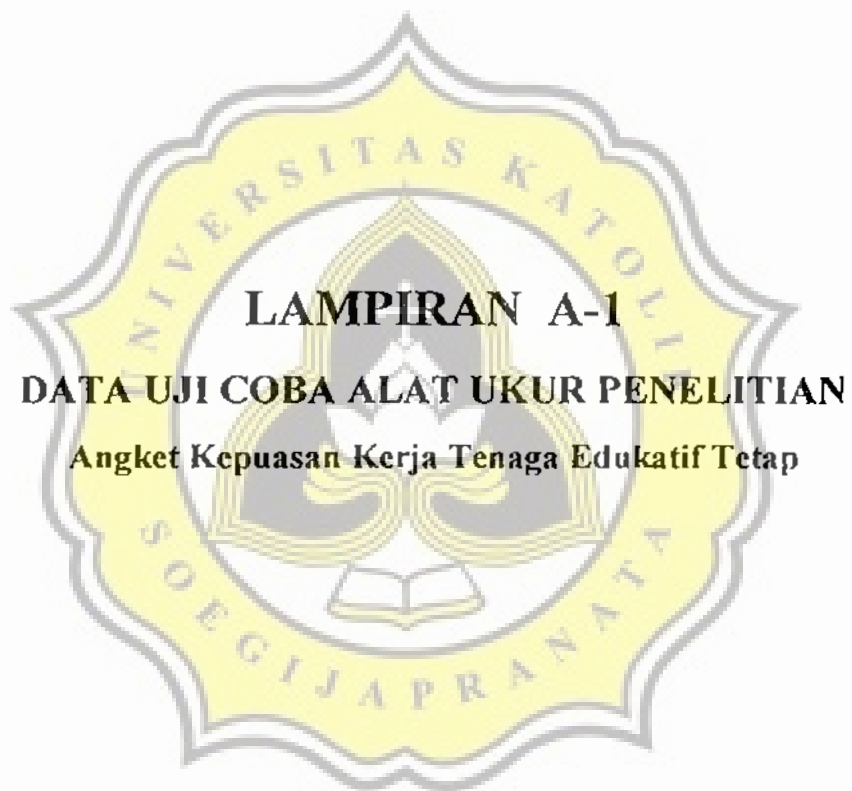 UNIVERSITAS KATOLIK
LAMPIRAN A-1
DATA UJI COBA ALAT UKUR PENELITIAN
Angket Kepuasan Kerja Tenaga Edukatif Tetap
SOEGIJAPRANATA